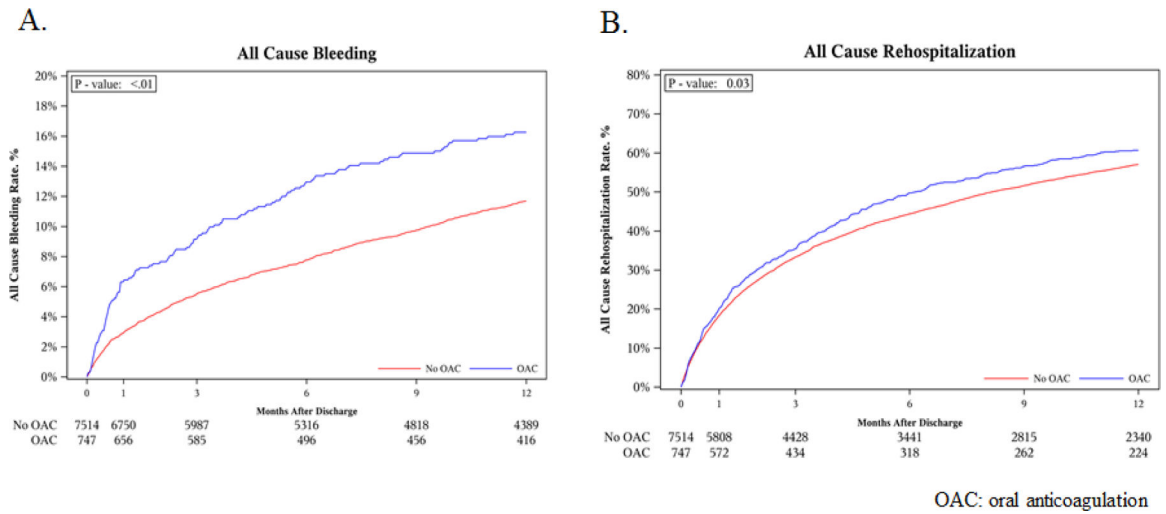 A.
All Cause Bleeding
P - value: <.01
All Cause Bleeding Rate. %
20%
18%
16%
14%
12%
10%
8%
6%
4%
2%
0%
No OAC
OAC
0 1 3 6 9 12
Months After Discharge
No OAC 7514 6750 5987 5316 4818 4389
OAC 747 656 585 496 456 416
B.
All Cause Rehospitalization
P - value: 0.03
All Cause Rehospitalization Rate. %
80%
70%
60%
50%
40%
30%
20%
10%
0%
No OAC
OAC
0 1 3 6 9 12
Months After Discharge
No OAC 7514 5808 4428 3441 2815 2340
OAC 747 572 434 318 262 224
OAC: oral anticoagulation